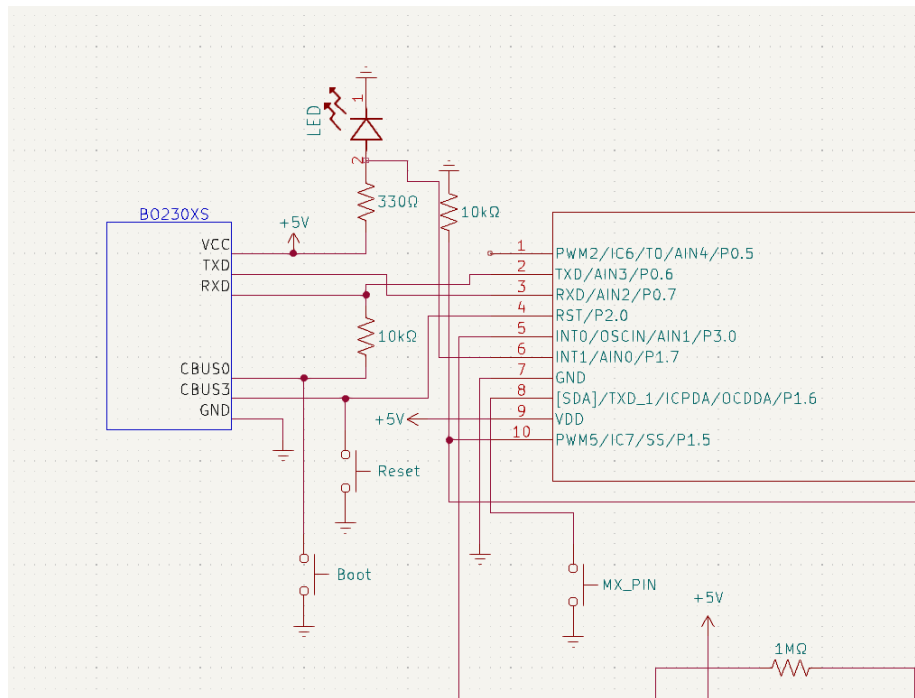 1
LED
2
330Ω
10kΩ
BO230XS
+5V
VCC
TXD
RXD
10kΩ
CBUS0
CBUS3
GND
+5V
Reset
Boot
1 PWM2/IC6/T0/AIN4/P0.5
2 TXD/AIN3/P0.6
3 RXD/AIN2/P0.7
4 RST/P2.0
5 INT0/OSCIN/AIN1/P3.0
6 INT1/AIN0/P1.7
7 GND
8 [SDA]/TXD_1/ICPDA/OCDDA/P1.6
9 VDD
10 PWM5/IC7/SS/P1.5
MX_PIN
+5V
1MΩ